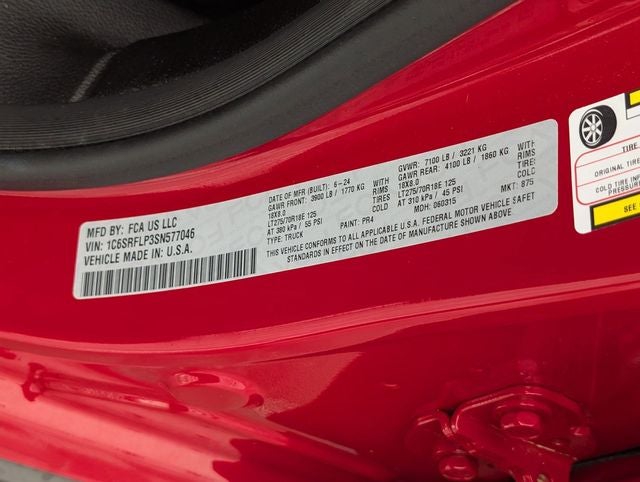 MFD BY: FCA US LLC
VIN: 1C6SRFLP3SN577046
VEHICLE MADE IN: U.S.A.
DATE OF MFR (BUILT): 6-24
GAWR FRONT: 3900 LB / 1770 KG WITH
18X8.0 RIMS
LT275/70R18E 125 TIRES
AT 380 kPa / 55 PSI COLD
GVWR: 7100 LB / 3221 KG
GAWR REAR: 4100 LB / 1860 KG WITH
18X8.0 RIMS
LT275/70R18E 125 TIRES
AT 310 kPa / 45 PSI COLD
TYPE: TRUCK PAINT: PR4 MDH: 060315 MKT: 875
THIS VEHICLE CONFORMS TO ALL APPLICABLE U.S.A. FEDERAL MOTOR VEHICLE SAFETY
STANDARDS IN EFFECT ON THE DATE OF MANUFACTURE SHOWN ABOVE.
TIRE
ORIGINAL TIRE
COLD TIRE INF
SEE